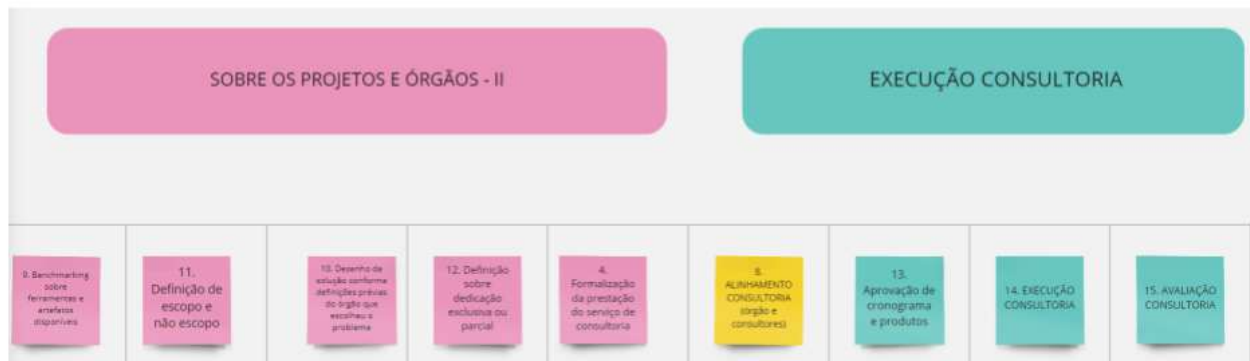 SOBRE OS PROJETOS E ÓRGÃOS - II
EXECUÇÃO CONSULTORIA
9. Benchmarking
sobre
ferramentas e
artefatos
disponíveis
11.
Definição de
escopo e
não escopo
10. Desenho de
solução conforme
definições prévias
do órgão que
escolheu o
problema
12. Definição
sobre
dedicação
exclusiva ou
parcial
4.
Formalização
da prestação
do serviço de
consultoria
8.
ALINHAMENTO
CONSULTORIA
(órgão e
consultores)
13.
Aprovação de
cronograma
e produtos
14. EXECUÇÃO
CONSULTORIA
15. AVALIAÇÃO
CONSULTORIA